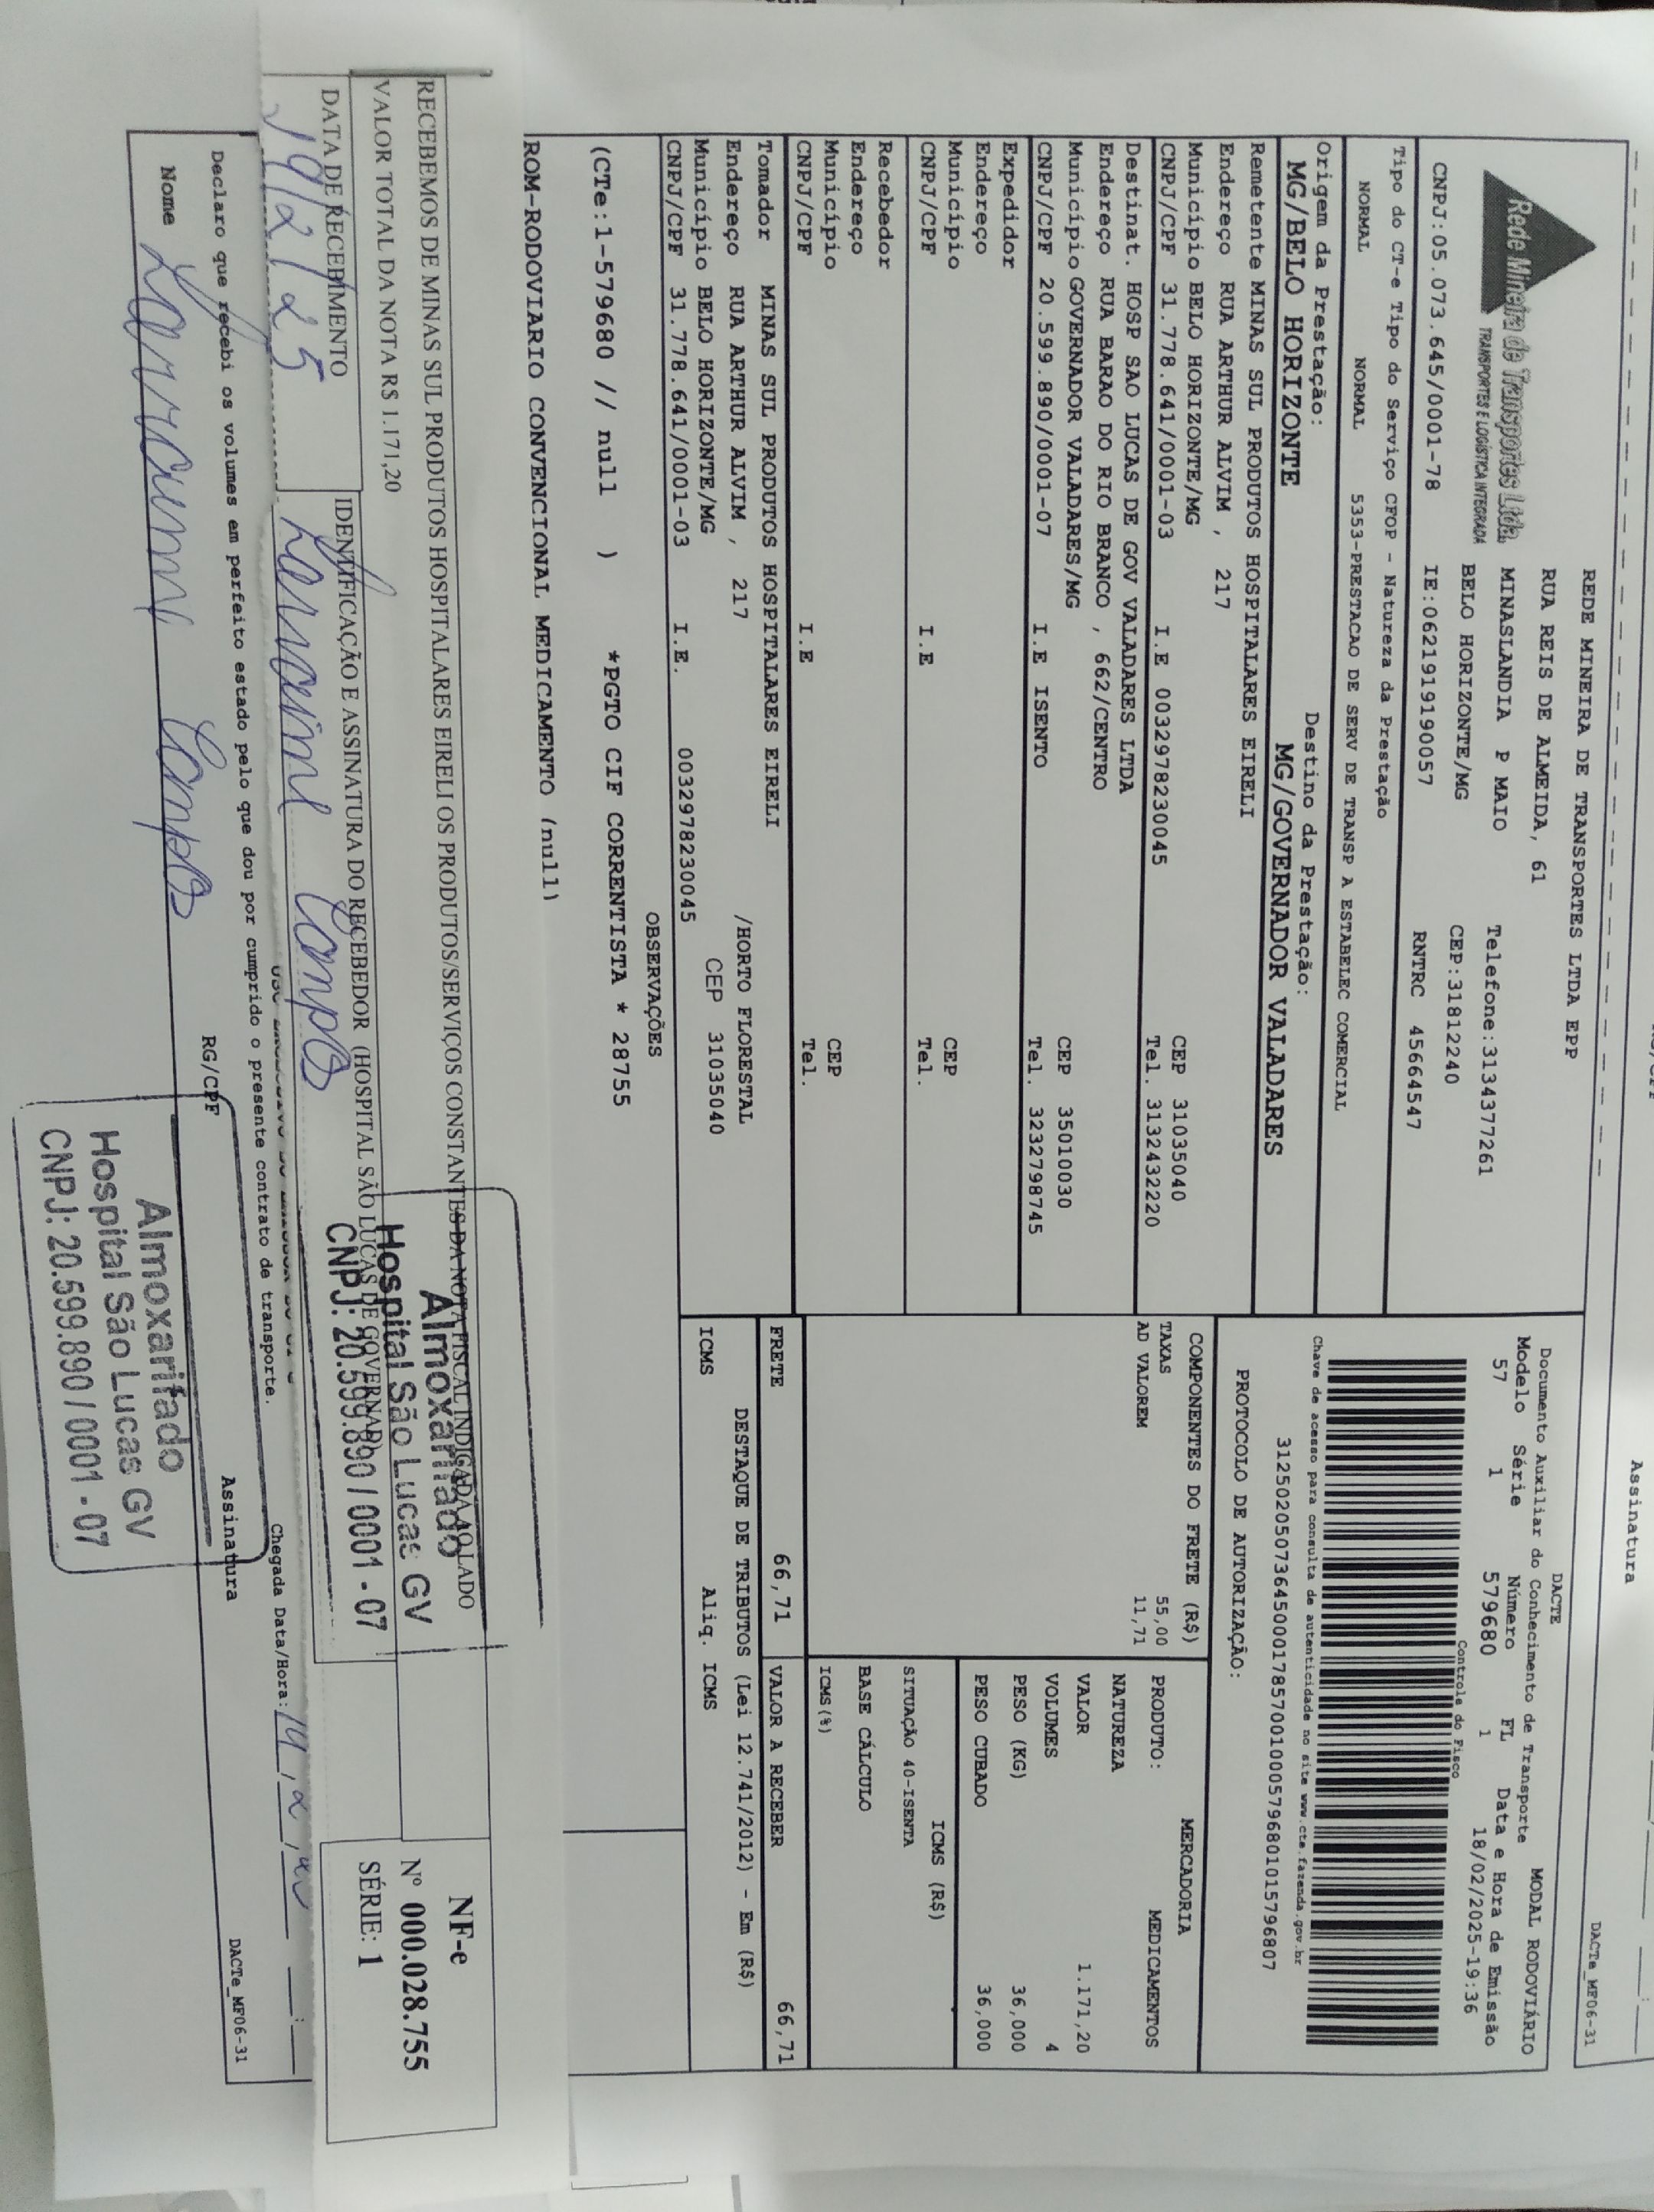 Assinatura
DACTe_MF06-31
Rede Mineira de Transportes Ltda.
TRANSPORTES E LOGÍSTICA INTEGRADA
REDE MINEIRA DE TRANSPORTES LTDA EPP
RUA REIS DE ALMEIDA, 61
MINASLANDIA P MAIO Telefone:3134377261
BELO HORIZONTE/MG CEP:31812240
CNPJ:05.073.645/0001-78 IE:0621919190057 RNTRC 45664547
DACTE MODAL RODOVIÁRIO
Documento Auxiliar do Conhecimento de Transporte
Modelo Série Número FL Data e Hora de Emissão
57 1 579680 1 18/02/2025-19:36
Controle do Fisco
Tipo do CT-e Tipo do Serviço CFOP - Natureza da Prestação
NORMAL NORMAL 5353-PRESTACAO DE SERV DE TRANSP A ESTABELEC COMERCIAL
Chave de acesso para consulta de autenticidade no site www.cte.fazenda.gov.br
31250205073645000178570010005796801015796807
Origem da Prestação: Destino da Prestação:
MG/BELO HORIZONTE MG/GOVERNADOR VALADARES
PROTOCOLO DE AUTORIZAÇÃO:
Remetente MINAS SUL PRODUTOS HOSPITALARES EIRELI
Endereço RUA ARTHUR ALVIM , 217
Município BELO HORIZONTE/MG CEP 31035040
CNPJ/CPF 31.778.641/0001-03 I.E 0032978230045 Tel. 3132432220
Destinat. HOSP SAO LUCAS DE GOV VALADARES LTDA
Endereço RUA BARAO DO RIO BRANCO , 662/CENTRO
Município GOVERNADOR VALADARES/MG CEP 35010030
CNPJ/CPF 20.599.890/0001-07 I.E ISENTO Tel. 3232798745
Expedidor
Endereço
Município CEP
CNPJ/CPF I.E Tel.
Recebedor
Endereço
Município CEP
CNPJ/CPF I.E Tel.
Tomador MINAS SUL PRODUTOS HOSPITALARES EIRELI
Endereço RUA ARTHUR ALVIM , 217 /HORTO FLORESTAL
Município BELO HORIZONTE/MG CEP 31035040
CNPJ/CPF 31.778.641/0001-03 I.E. 0032978230045
COMPONENTES DO FRETE (R$)
TAXAS 55,00
AD VALOREM 11,71
MERCADORIA
PRODUTO: MEDICAMENTOS
NATUREZA
VALOR 1.171,20
VOLUMES 4
PESO (KG) 36,000
PESO CUBADO 36,000
ICMS (R$)
SITUAÇÃO 40-ISENTA
BASE CÁLCULO
ICMS(%)
FRETE 66,71 VALOR A RECEBER 66,71
DESTAQUE DE TRIBUTOS (Lei 12.741/2012) - Em (R$)
ICMS Aliq. ICMS
OBSERVAÇÕES
(CTe:1-579680 // null ) *PGTO CIF CORRENTISTA * 28755
ROM-RODOVIARIO CONVENCIONAL MEDICAMENTO (null)
RECEBEMOS DE MINAS SUL PRODUTOS HOSPITALARES EIRELI OS PRODUTOS/SERVIÇOS CONSTANTES DA NOTA FISCAL INDICADA AO LADO
VALOR TOTAL DA NOTA R$ 1.171,20
DATA DE RECEBIMENTO
19/2/25
IDENTIFICAÇÃO E ASSINATURA DO RECEBEDOR (HOSPITAL SÃO LUCAS DE GOVERNAD)
Campos
Almoxarifado
Hospital São Lucas GV
CNPJ: 20.599.890/0001-07
NF-e
N° 000.028.755
SÉRIE: 1
Declaro que recebi os volumes em perfeito estado pelo que dou por cumprido o presente contrato de transporte.
Chegada Data/Hora:
Nome Campos RG/CPF Assinatura
DACTe_MF06-31
Almoxarifado
Hospital São Lucas GV
CNPJ: 20.599.890/0001-07